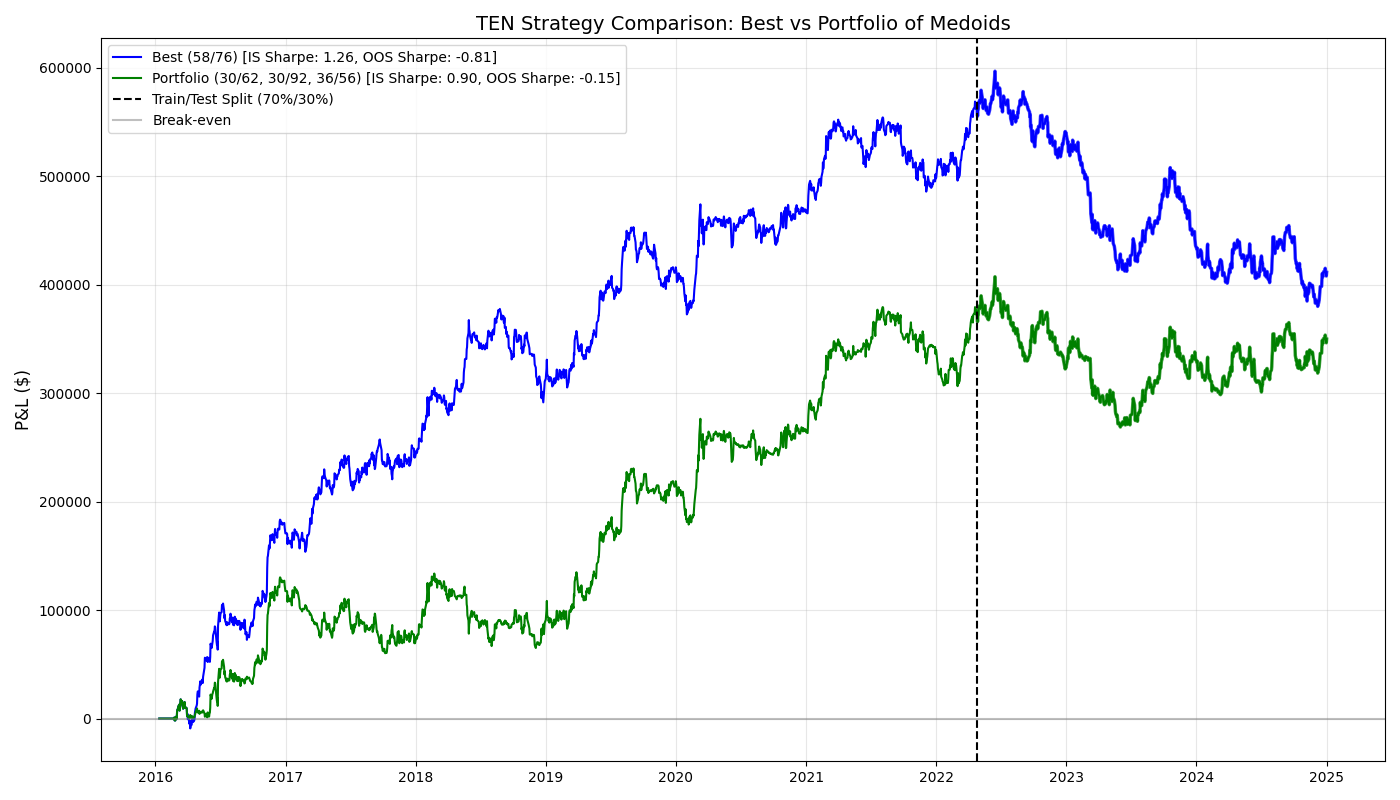 TEN Strategy Comparison: Best vs Portfolio of Medoids
Best (58/76) [IS Sharpe: 1.26, OOS Sharpe: -0.81]
Portfolio (30/62, 30/92, 36/56) [IS Sharpe: 0.90, OOS Sharpe: -0.15]
Train/Test Split (70%/30%)
Break-even
P&L ($)
600000
500000
400000
300000
200000
100000
0
2016 2017 2018 2019 2020 2021 2022 2023 2024 2025